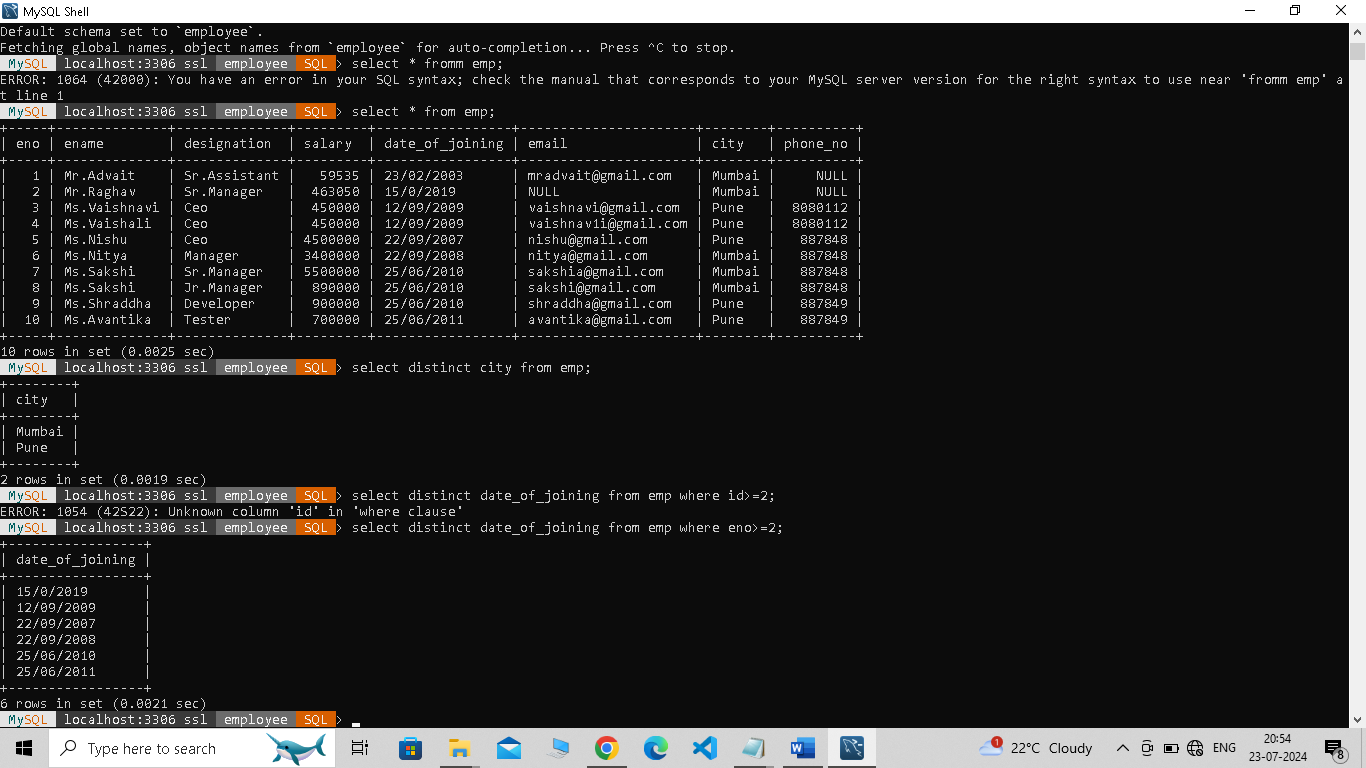 MySQL Shell
Default schema set to `employee`.
Fetching global names, object names from `employee` for auto-completion... Press ^C to stop.
MySQL localhost:3306 ssl employee SQL > select * fromm emp;
ERROR: 1064 (42000): You have an error in your SQL syntax; check the manual that corresponds to your MySQL server version for the right syntax to use near 'fromm emp' a
t line 1
MySQL localhost:3306 ssl employee SQL > select * from emp;
+-----+--------------+--------------+---------+-----------------+----------------------+--------+----------+
| eno | ename        | designation  | salary  | date_of_joining | email                | city   | phone_no |
+-----+--------------+--------------+---------+-----------------+----------------------+--------+----------+
|   1 | Mr.Advait    | Sr.Assistant |   59535 | 23/02/2003      | mradvait@gmail.com   | Mumbai |     NULL |
|   2 | Mr.Raghav    | Sr.Manager   |  463050 | 15/0/2019       | NULL                 | Mumbai |     NULL |
|   3 | Ms.Vaishnavi | Ceo          |  450000 | 12/09/2009      | vaishnavi@gmail.com  | Pune   |  8080112 |
|   4 | Ms.Vaishali  | Ceo          |  450000 | 12/09/2009      | vaishnav1i@gmail.com | Pune   |  8080112 |
|   5 | Ms.Nishu     | Ceo          | 4500000 | 22/09/2007      | nishu@gmail.com      | Pune   |   887848 |
|   6 | Ms.Nitya     | Manager      | 3400000 | 22/09/2008      | nitya@gmail.com      | Mumbai |   887848 |
|   7 | Ms.Sakshi    | Sr.Manager   | 5500000 | 25/06/2010      | sakshia@gmail.com    | Mumbai |   887848 |
|   8 | Ms.Sakshi    | Jr.Manager   |  890000 | 25/06/2010      | sakshi@gmail.com     | Mumbai |   887848 |
|   9 | Ms.Shraddha  | Developer    |  900000 | 25/06/2010      | shraddha@gmail.com   | Pune   |   887849 |
|  10 | Ms.Avantika  | Tester       |  700000 | 25/06/2011      | avantika@gmail.com   | Pune   |   887849 |
+-----+--------------+--------------+---------+-----------------+----------------------+--------+----------+
10 rows in set (0.0025 sec)
MySQL localhost:3306 ssl employee SQL > select distinct city from emp;
+--------+
| city   |
+--------+
| Mumbai |
| Pune   |
+--------+
2 rows in set (0.0019 sec)
MySQL localhost:3306 ssl employee SQL > select distinct date_of_joining from emp where id>=2;
ERROR: 1054 (42S22): Unknown column 'id' in 'where clause'
MySQL localhost:3306 ssl employee SQL > select distinct date_of_joining from emp where eno>=2;
+-----------------+
| date_of_joining |
+-----------------+
| 15/0/2019       |
| 12/09/2009      |
| 22/09/2007      |
| 22/09/2008      |
| 25/06/2010      |
| 25/06/2011      |
+-----------------+
6 rows in set (0.0021 sec)
MySQL localhost:3306 ssl employee SQL > _
Type here to search
1
22°C Cloudy
ENG
20:54
23-07-2024
8